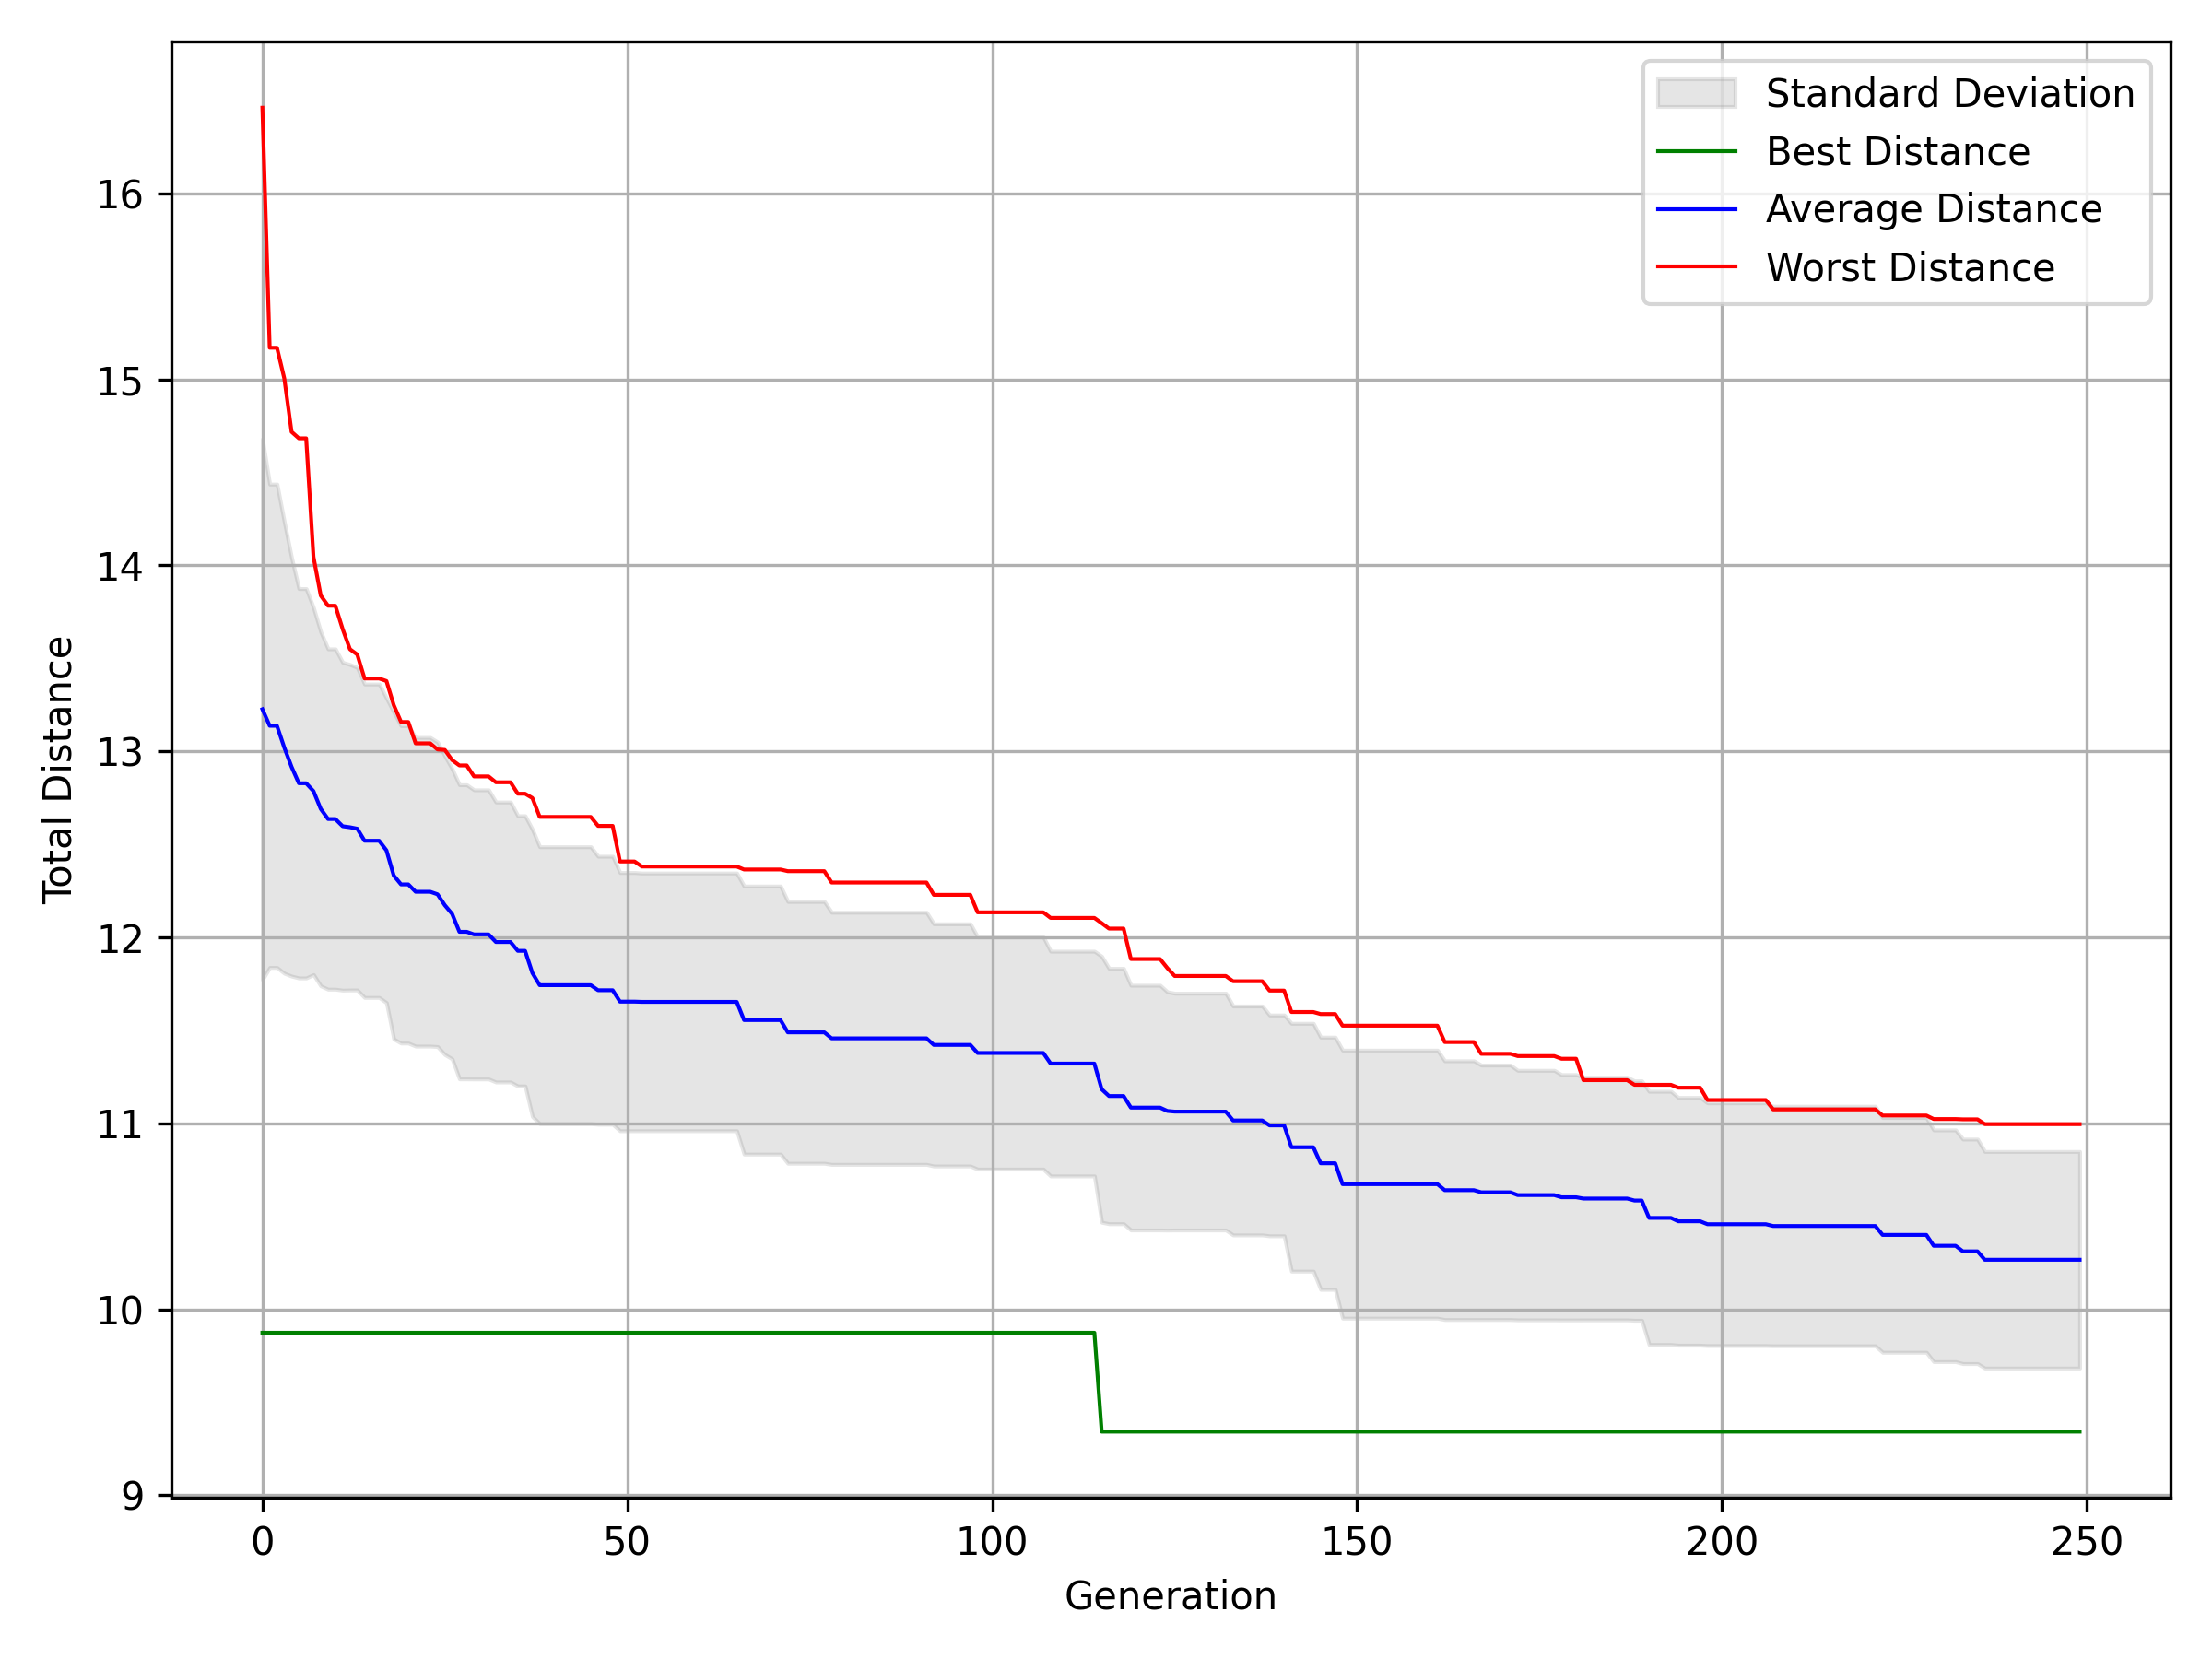 Standard Deviation
Best Distance
Average Distance
Worst Distance
16
15
14
13
12
11
10
9
Total Distance
0 50 100 150 200 250
Generation